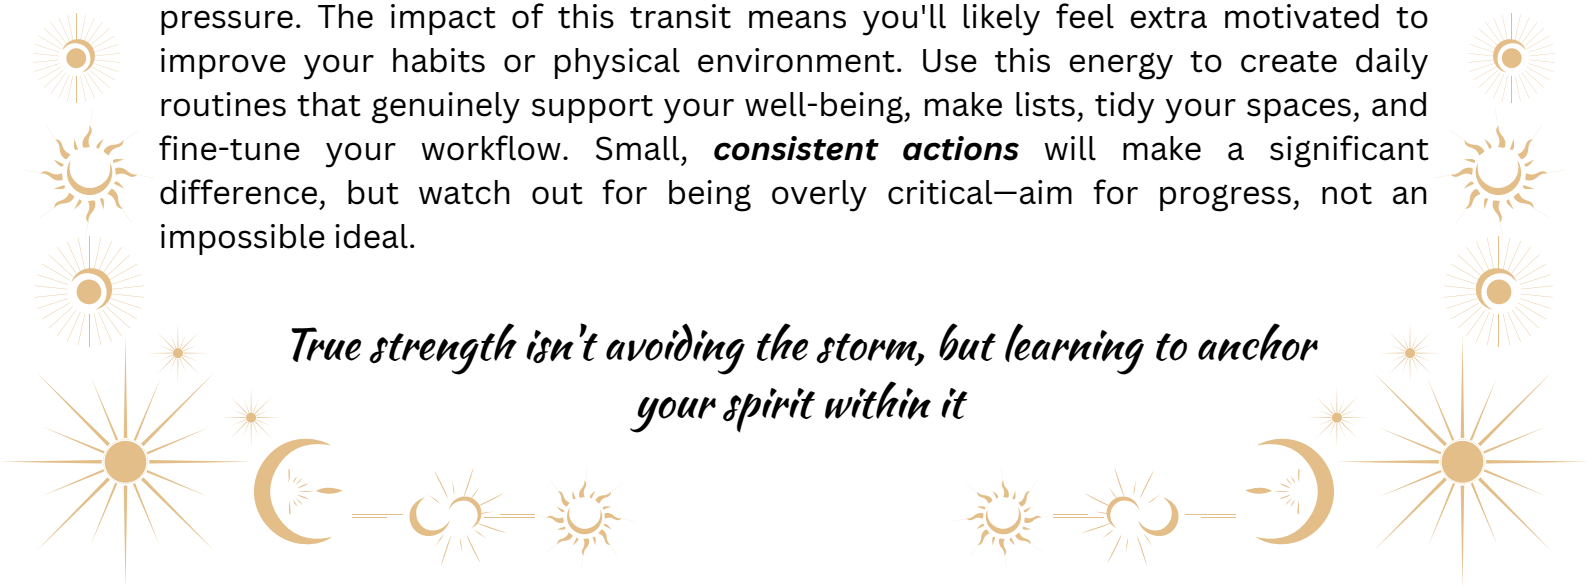 pressure. The impact of this transit means you'll likely feel extra motivated to
improve your habits or physical environment. Use this energy to create daily
routines that genuinely support your well-being, make lists, tidy your spaces, and
fine-tune your workflow. Small, consistent actions will make a significant
difference, but watch out for being overly critical—aim for progress, not an
impossible ideal.
True strength isn't avoiding the storm, but learning to anchor
your spirit within it